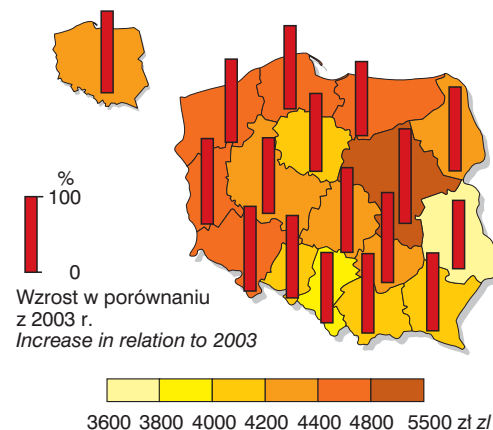 %
100
0
Wzrost w porównaniu
z 2003 r.
Increase in relation to 2003
3600 3800 4000 4200 4400 4800 5500 zł zl